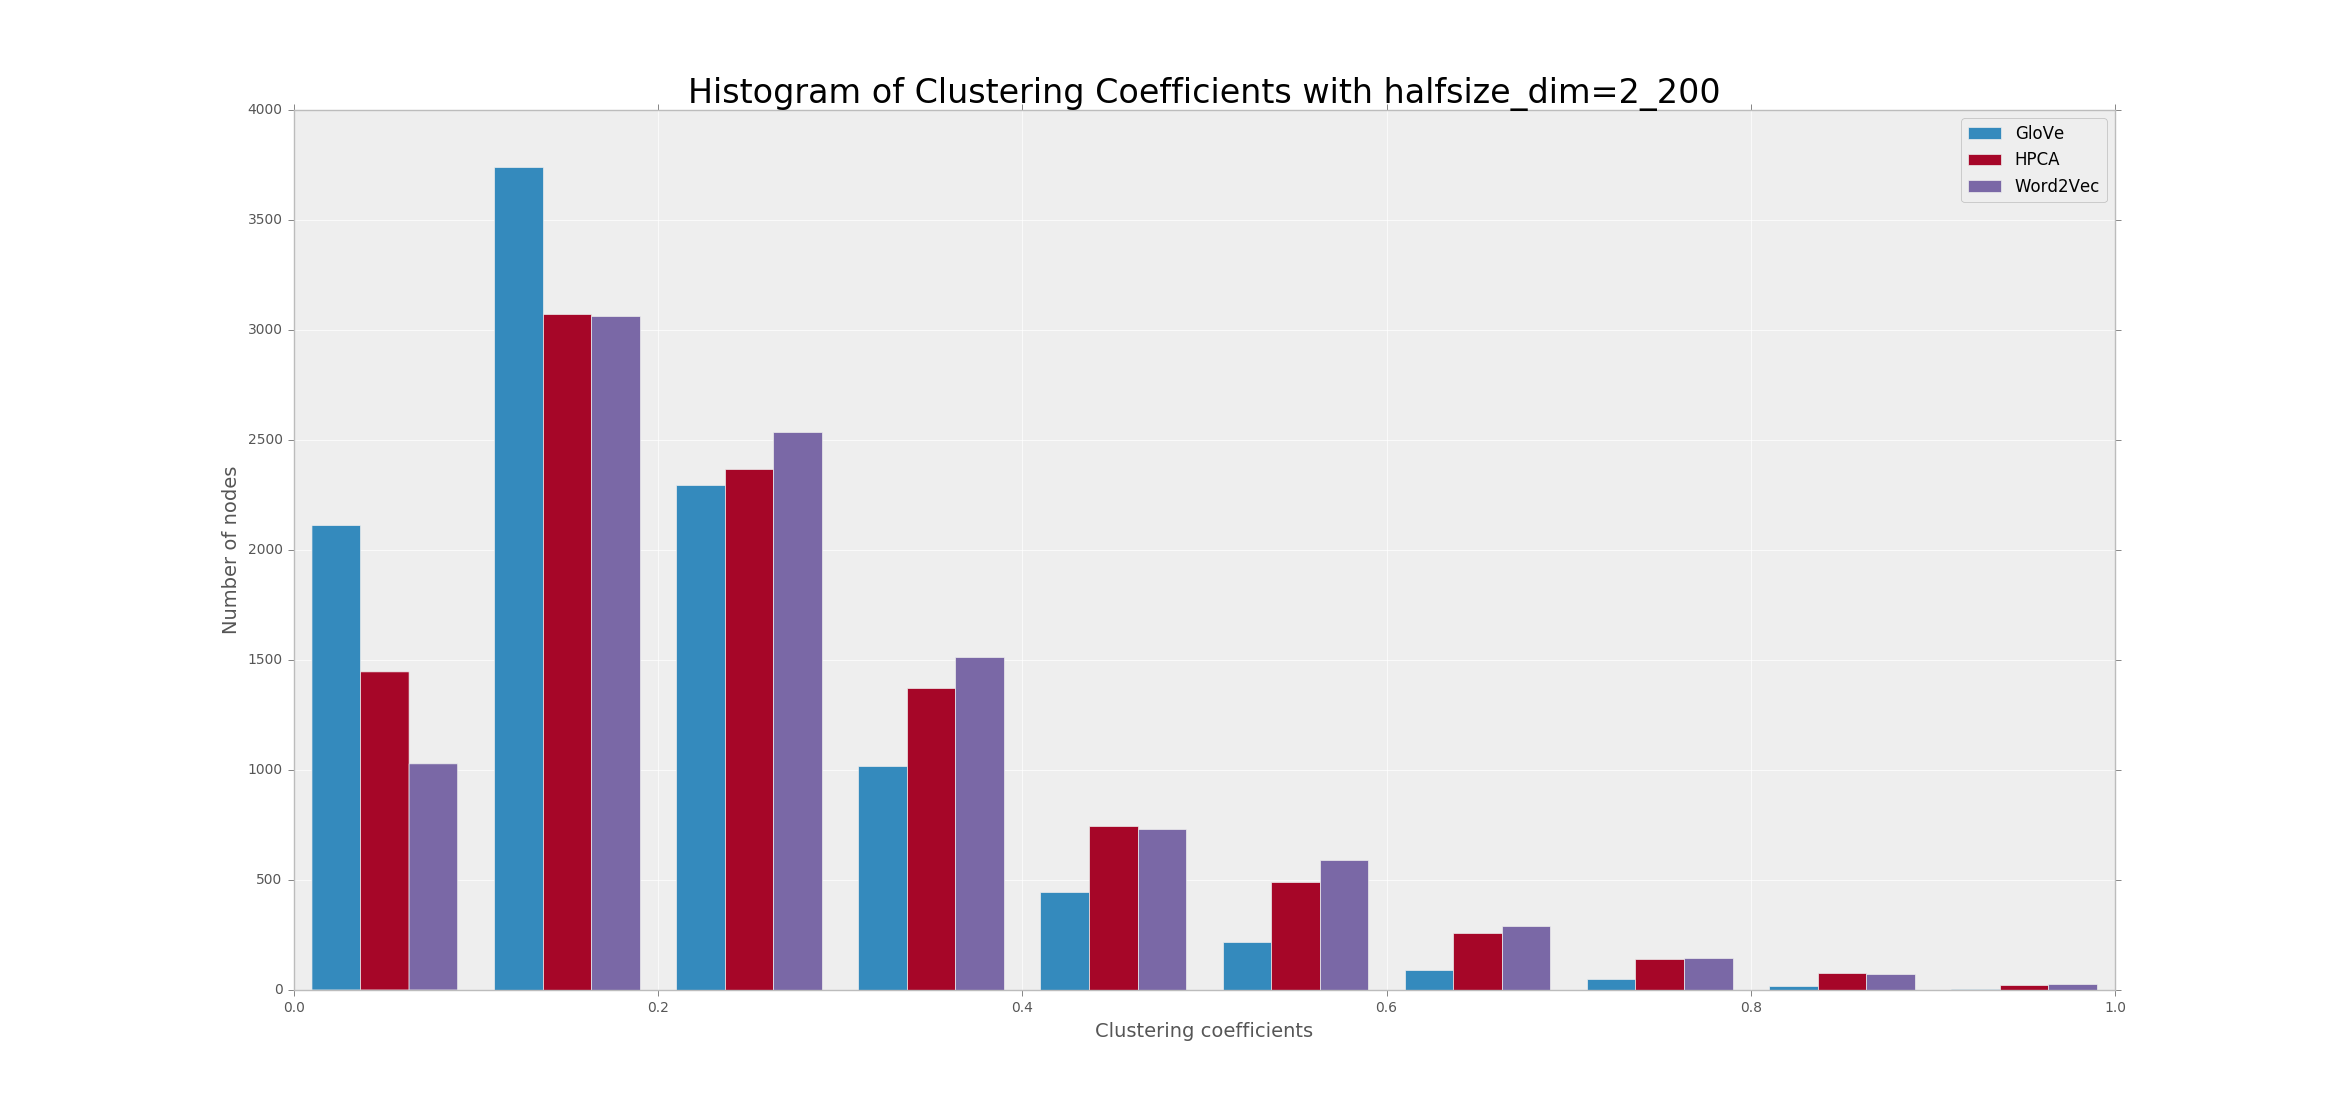 Histogram of Clustering Coefficients with halfsize_dim=2_200
4000
3500
3000
2500
2000
1500
1000
500
0
Number of nodes
GloVe
HPCA
Word2Vec
0.0 0.2 0.4 0.6 0.8 1.0
Clustering coefficients